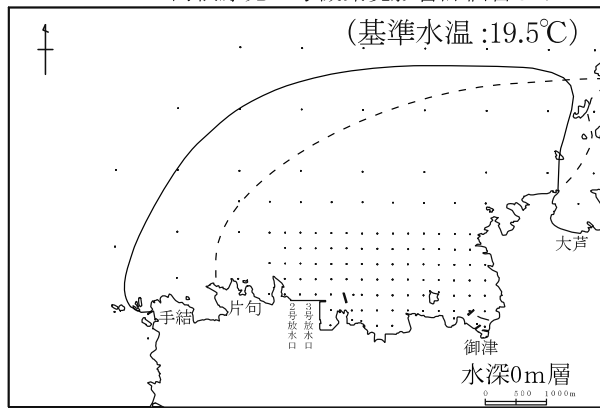 (基準水温:19.5℃)
大芦
手結
片句
2号放水口
3号放水口
御津
水深0m層
0 500 1000m